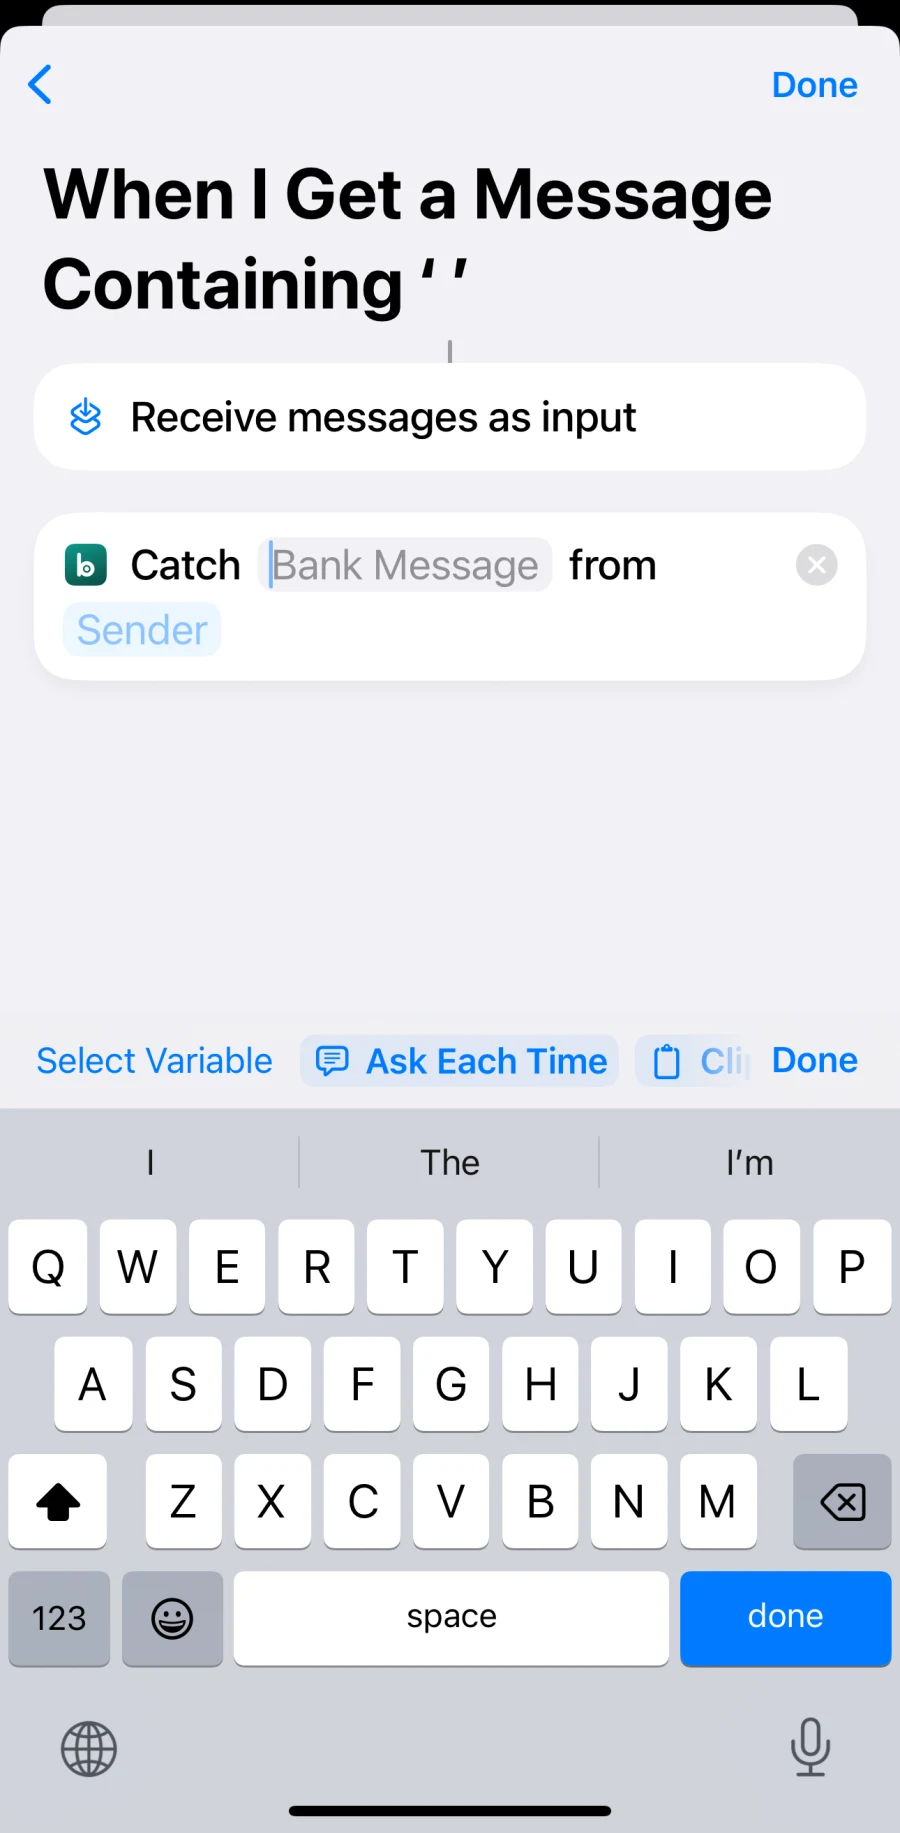 Done
When I Get a Message
Containing ‘ ’
Receive messages as input
b Catch Bank Message from
Sender
Select Variable Ask Each Time Cli Done
I The I’m
Q W E R T Y U I O P
A S D F G H J K L
Z X C V B N M
123 space done